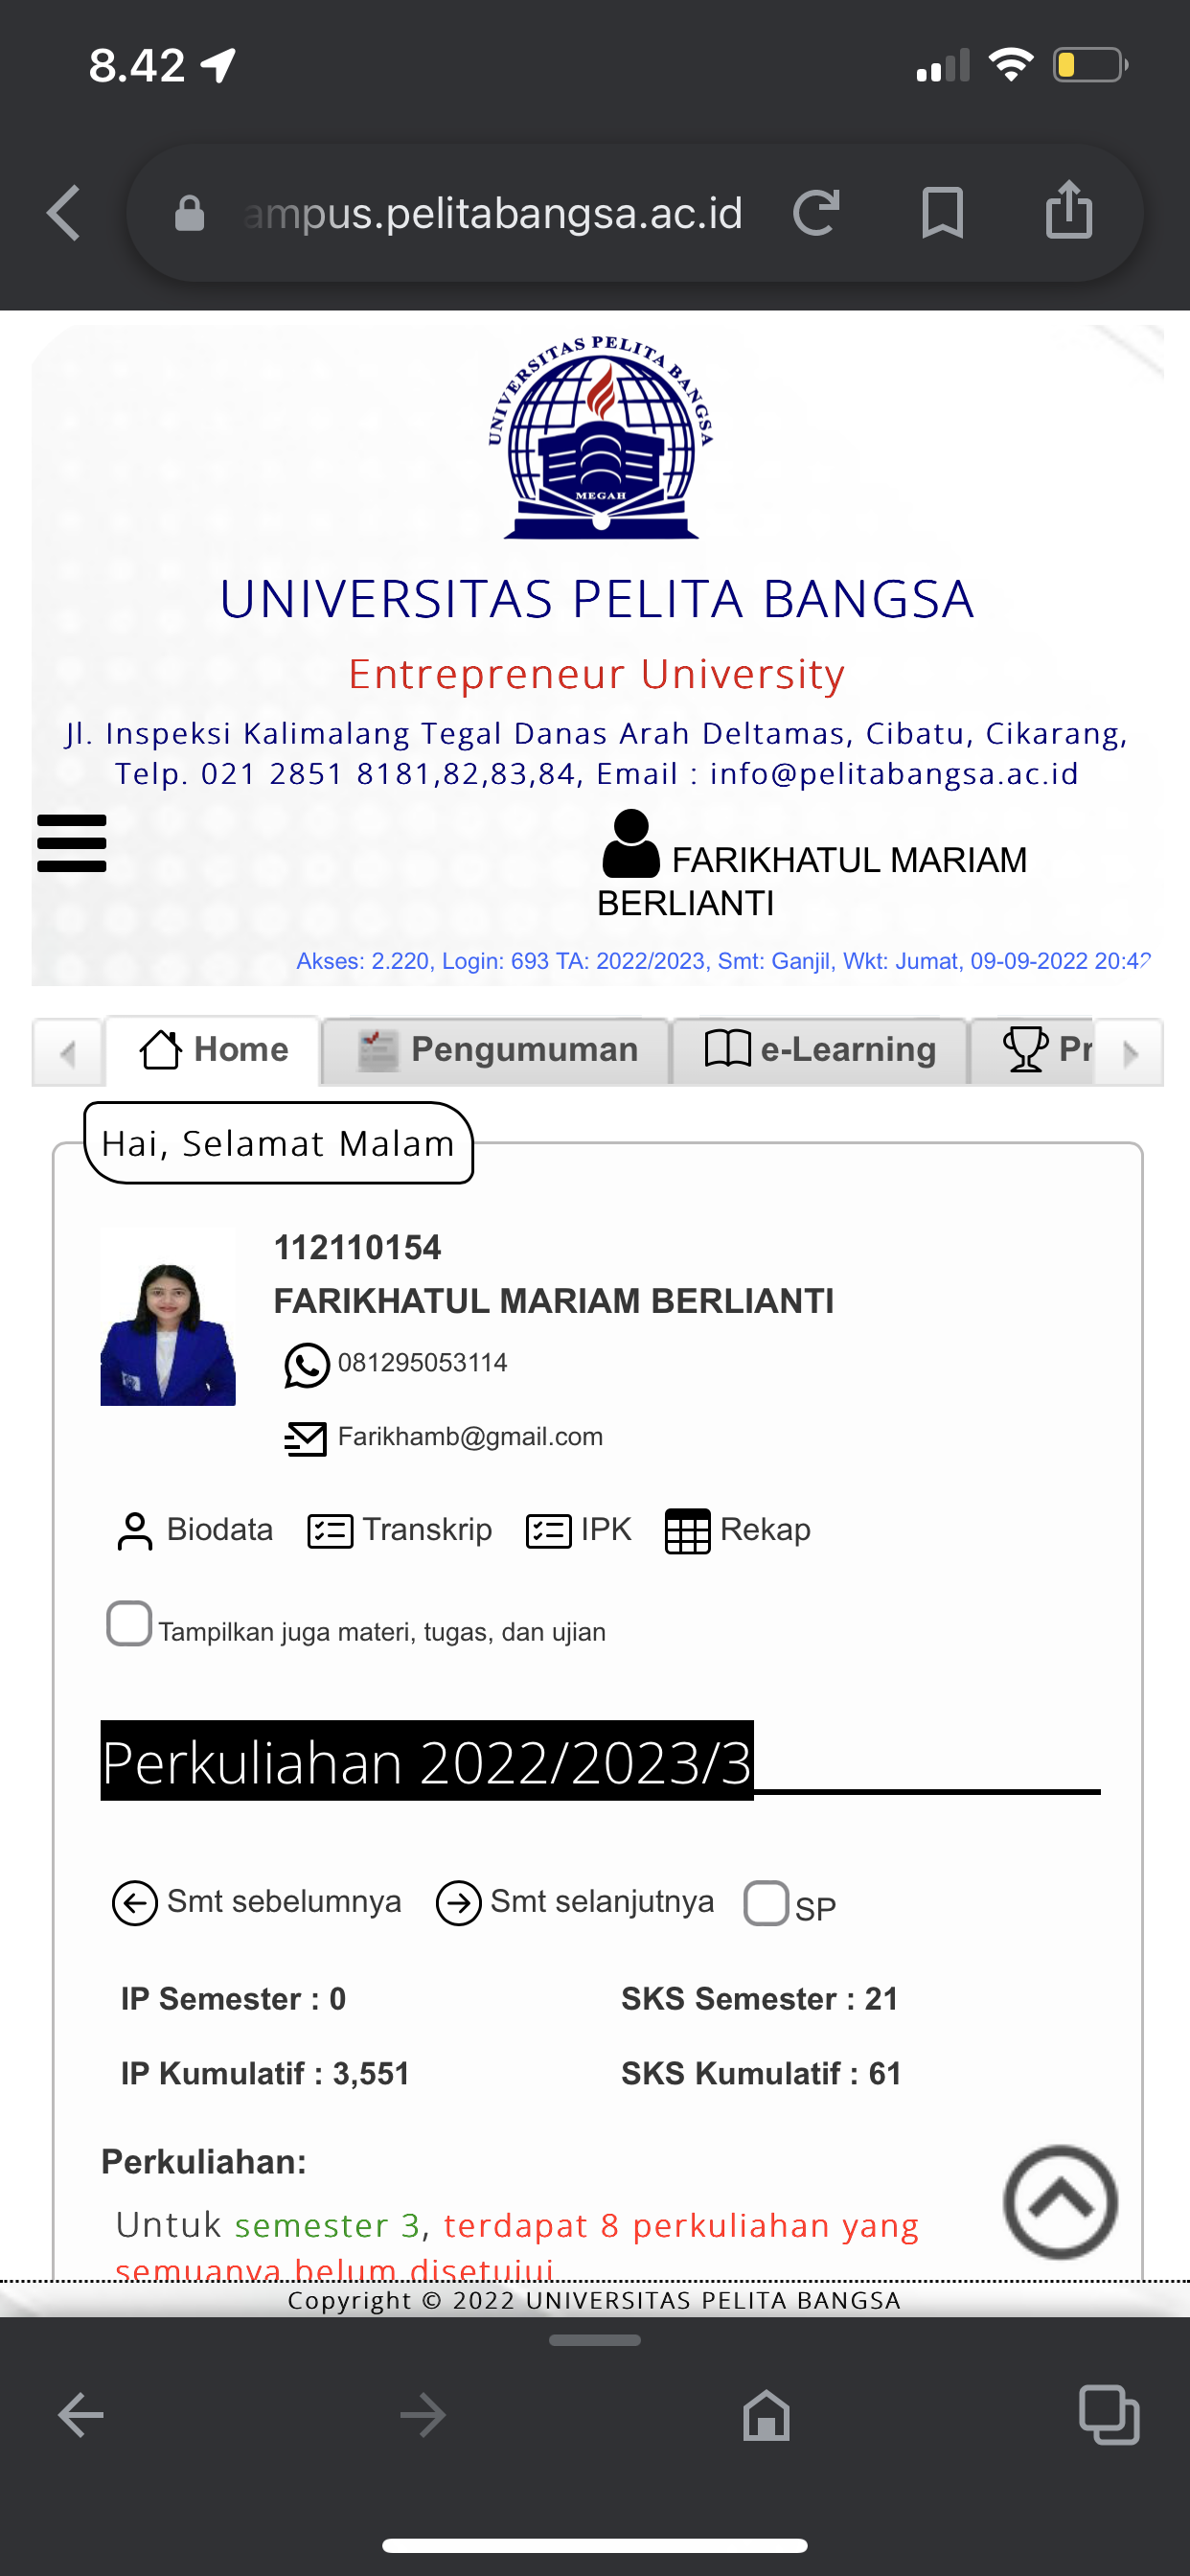 8.42
ampus.pelitabangsa.ac.id
UNIVERSITAS PELITA BANGSA
MEGAH
UNIVERSITAS PELITA BANGSA
Entrepreneur University
Jl. Inspeksi Kalimalang Tegal Danas Arah Deltamas, Cibatu, Cikarang,
Telp. 021 2851 8181,82,83,84, Email : info@pelitabangsa.ac.id
FARIKHATUL MARIAM
BERLIANTI
Akses: 2.220, Login: 693 TA: 2022/2023, Smt: Ganjil, Wkt: Jumat, 09-09-2022 20:42
Home Pengumuman e-Learning Pr
Hai, Selamat Malam
112110154
FARIKHATUL MARIAM BERLIANTI
081295053114
Farikhamb@gmail.com
Biodata Transkrip IPK Rekap
Tampilkan juga materi, tugas, dan ujian
Perkuliahan 2022/2023/3
Smt sebelumnya Smt selanjutnya SP
IP Semester : 0 SKS Semester : 21
IP Kumulatif : 3,551 SKS Kumulatif : 61
Perkuliahan:
Untuk semester 3, terdapat 8 perkuliahan yang
semuanya belum disetujui
Copyright © 2022 UNIVERSITAS PELITA BANGSA